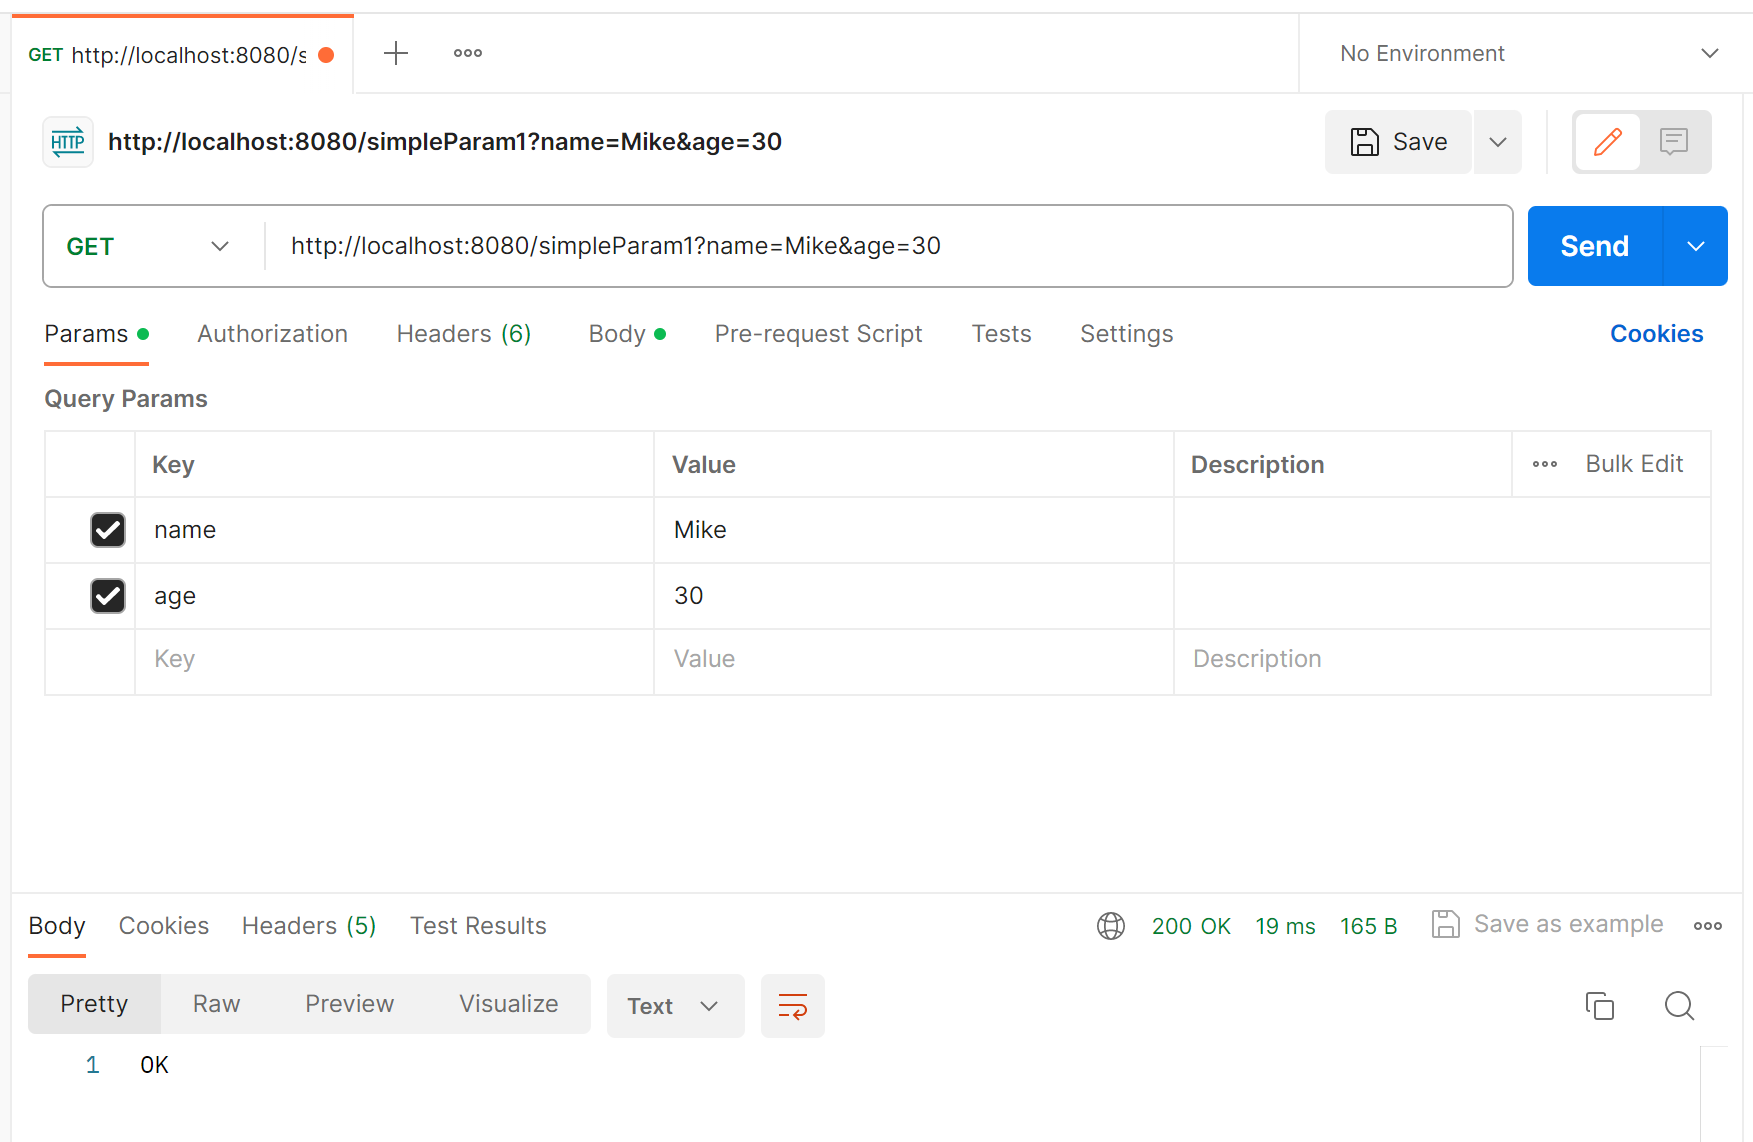 GET http://localhost:8080/s
No Environment
HTTP http://localhost:8080/simpleParam1?name=Mike&age=30
Save
GET http://localhost:8080/simpleParam1?name=Mike&age=30 Send
Params Authorization Headers (6) Body Pre-request Script Tests Settings Cookies
Query Params
Key Value Description Bulk Edit
name Mike
age 30
Key Value Description
Body Cookies Headers (5) Test Results 200 OK 19 ms 165 B Save as example
Pretty Raw Preview Visualize Text
1 OK